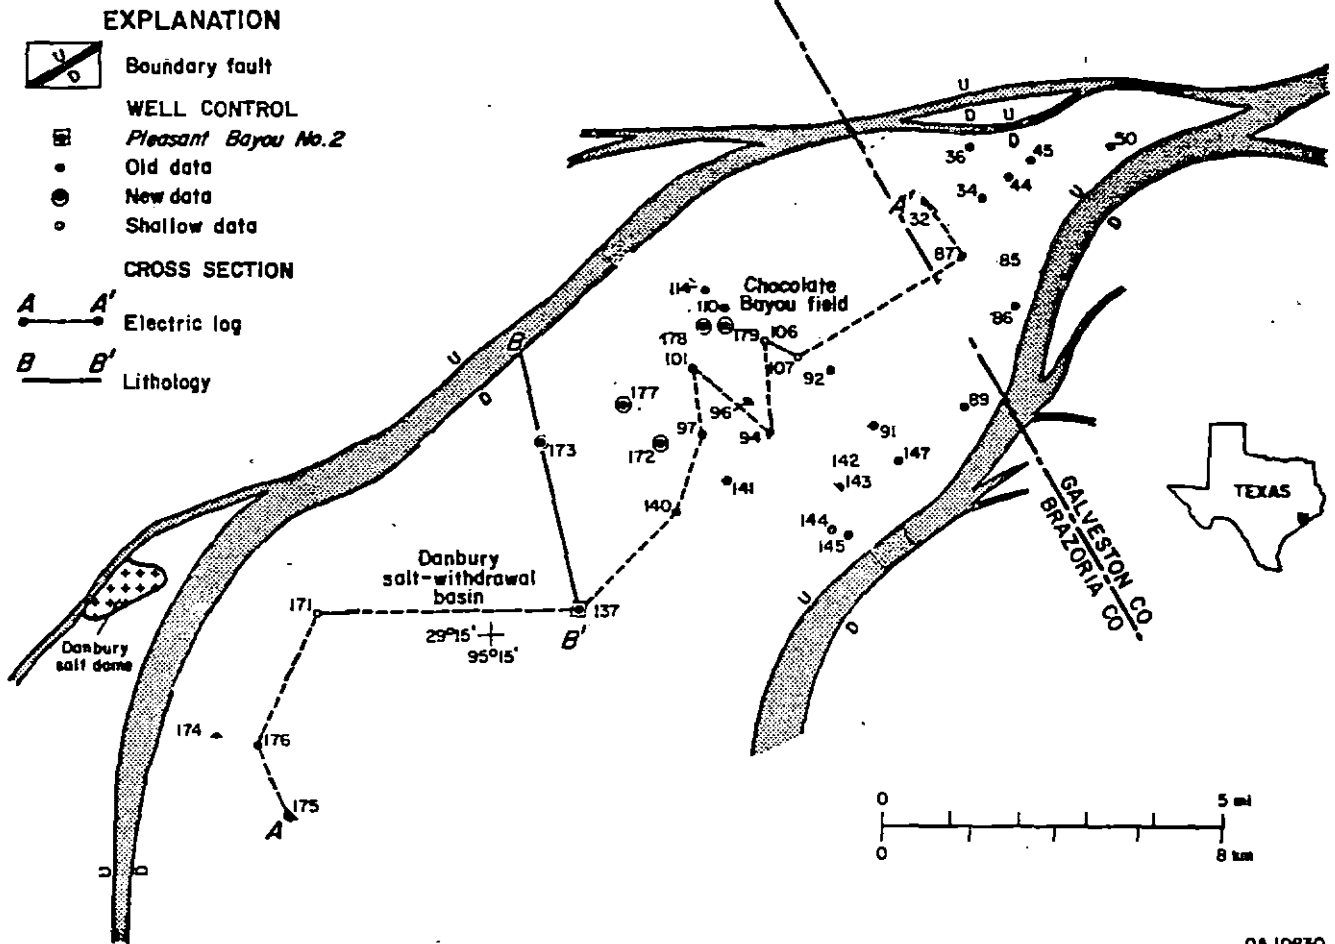 EXPLANATION
U
D
Boundary fault
WELL CONTROL
Pleasant Bayou No.2
Old data
New data
Shallow data
CROSS SECTION
A A'
Electric log
B B'
Lithology
U
D U
D
36
45
50
44
34
A'
32
U
D
87
85
86
114
110
Chocolate
Bayou field
178
179
106
101
107
92
B
U
D
177
96
89
97
94
91
173
172
142
147
141
143
140
144
145
GALVESTON CO
BRAZORIA CO
TEXAS
Danbury
salt-withdrawal
basin
171
137
29°15'
95°15'
B'
U
D
Danbury
salt dome
174
176
175
A
U D
0 5 mi
0 8 km